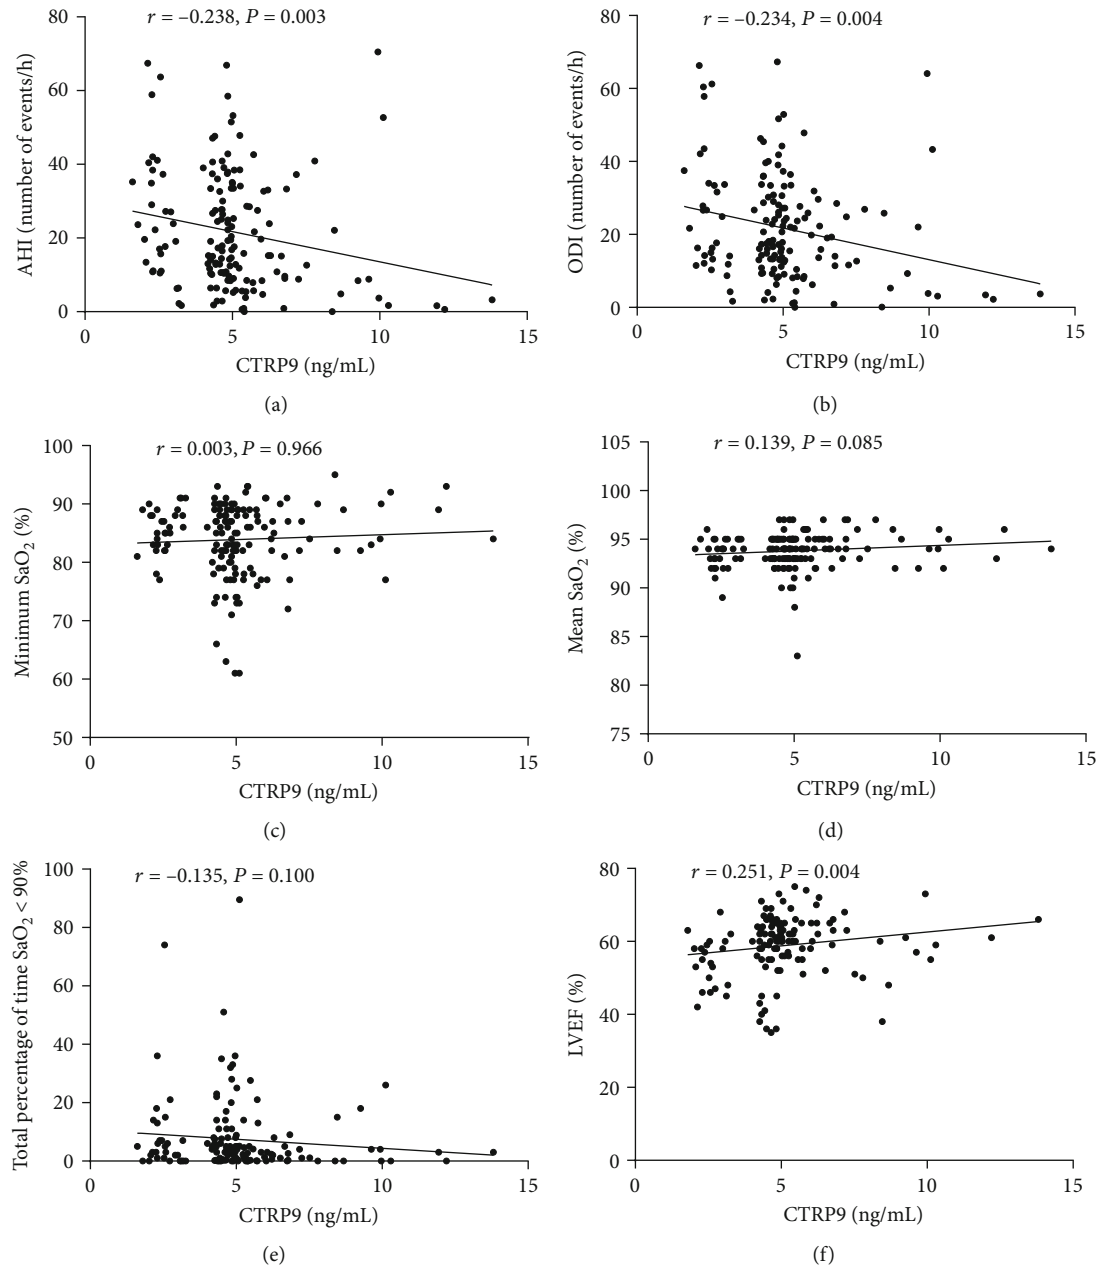 r = –0.238, P = 0.003
80
60
40
20
0
AHI (number of events/h)
0 5 10 15
CTRP9 (ng/mL)
(a)
r = –0.234, P = 0.004
80
60
40
20
0
ODI (number of events/h)
0 5 10 15
CTRP9 (ng/mL)
(b)
r = 0.003, P = 0.966
100
90
80
70
60
50
Minimum SaO2 (%)
0 5 10 15
CTRP9 (ng/mL)
(c)
r = 0.139, P = 0.085
105
100
95
90
85
80
75
Mean SaO2 (%)
0 5 10 15
CTRP9 (ng/mL)
(d)
r = –0.135, P = 0.100
100
80
60
40
20
0
Total percentage of time SaO2 < 90%
0 5 10 15
CTRP9 (ng/mL)
(e)
r = 0.251, P = 0.004
80
60
40
20
0
LVEF (%)
0 5 10 15
CTRP9 (ng/mL)
(f)